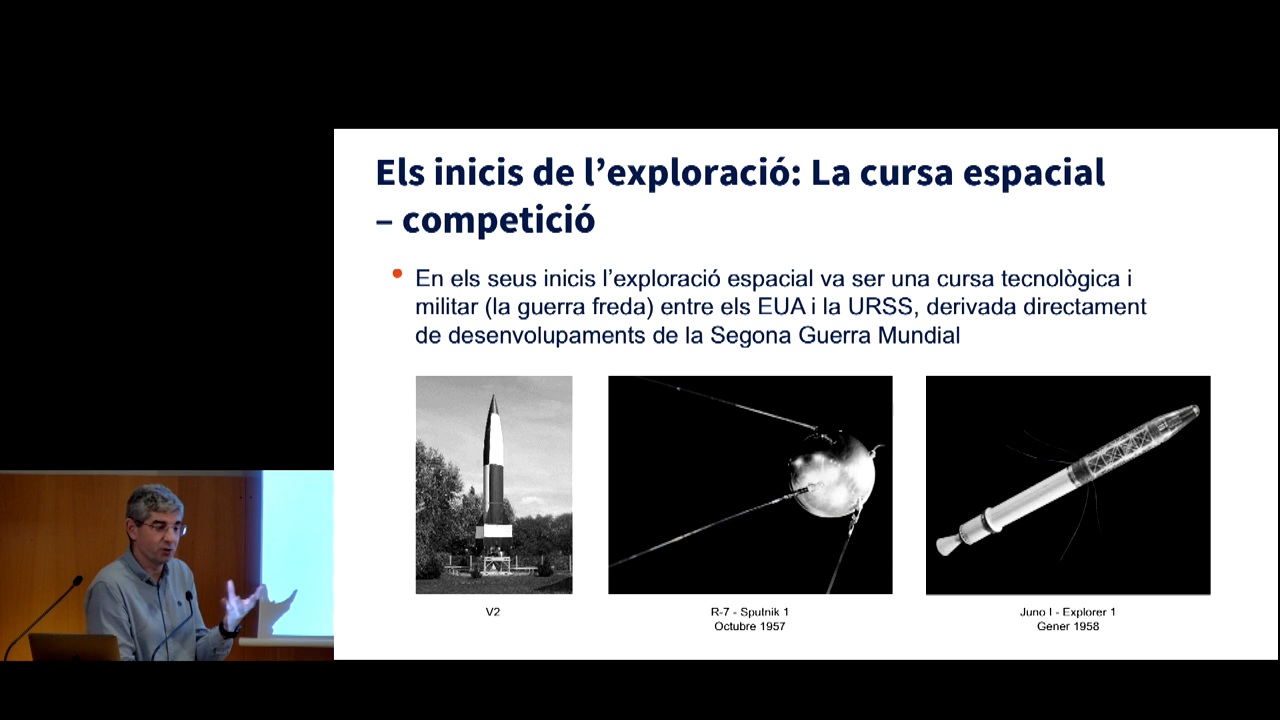 Els inicis de l’exploració: La cursa espacial
– competició
En els seus inicis l’exploració espacial va ser una cursa tecnològica i
militar (la guerra freda) entre els EUA i la URSS, derivada directament
de desenvolupaments de la Segona Guerra Mundial
V2
R-7 - Sputnik 1
Octubre 1957
Juno I - Explorer 1
Gener 1958